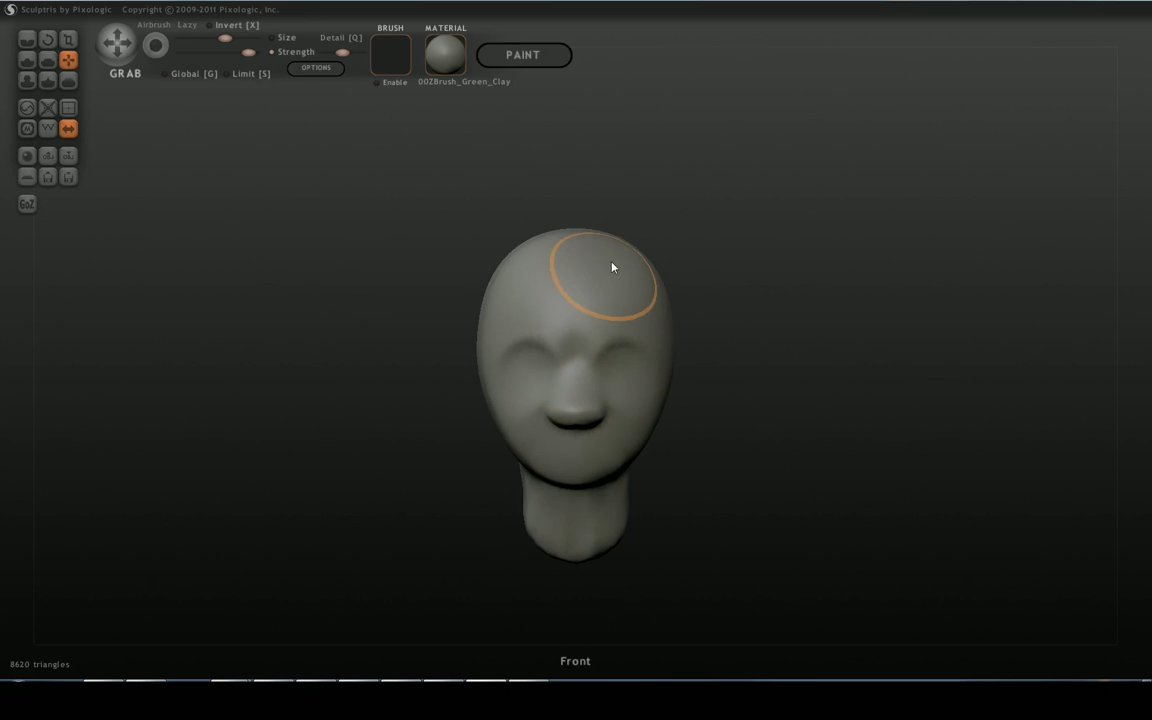 Sculptris by Pixologic    Copyright © 2009-2011 Pixologic, Inc.
Airbrush  Lazy  Invert [X]
BRUSH  MATERIAL
Size  Detail [Q]
Strength
PAINT
GRAB  Global [G]  Limit [S]  OPTIONS
Enable  00ZBrush_Green_Clay
GoZ
8620 triangles
Front